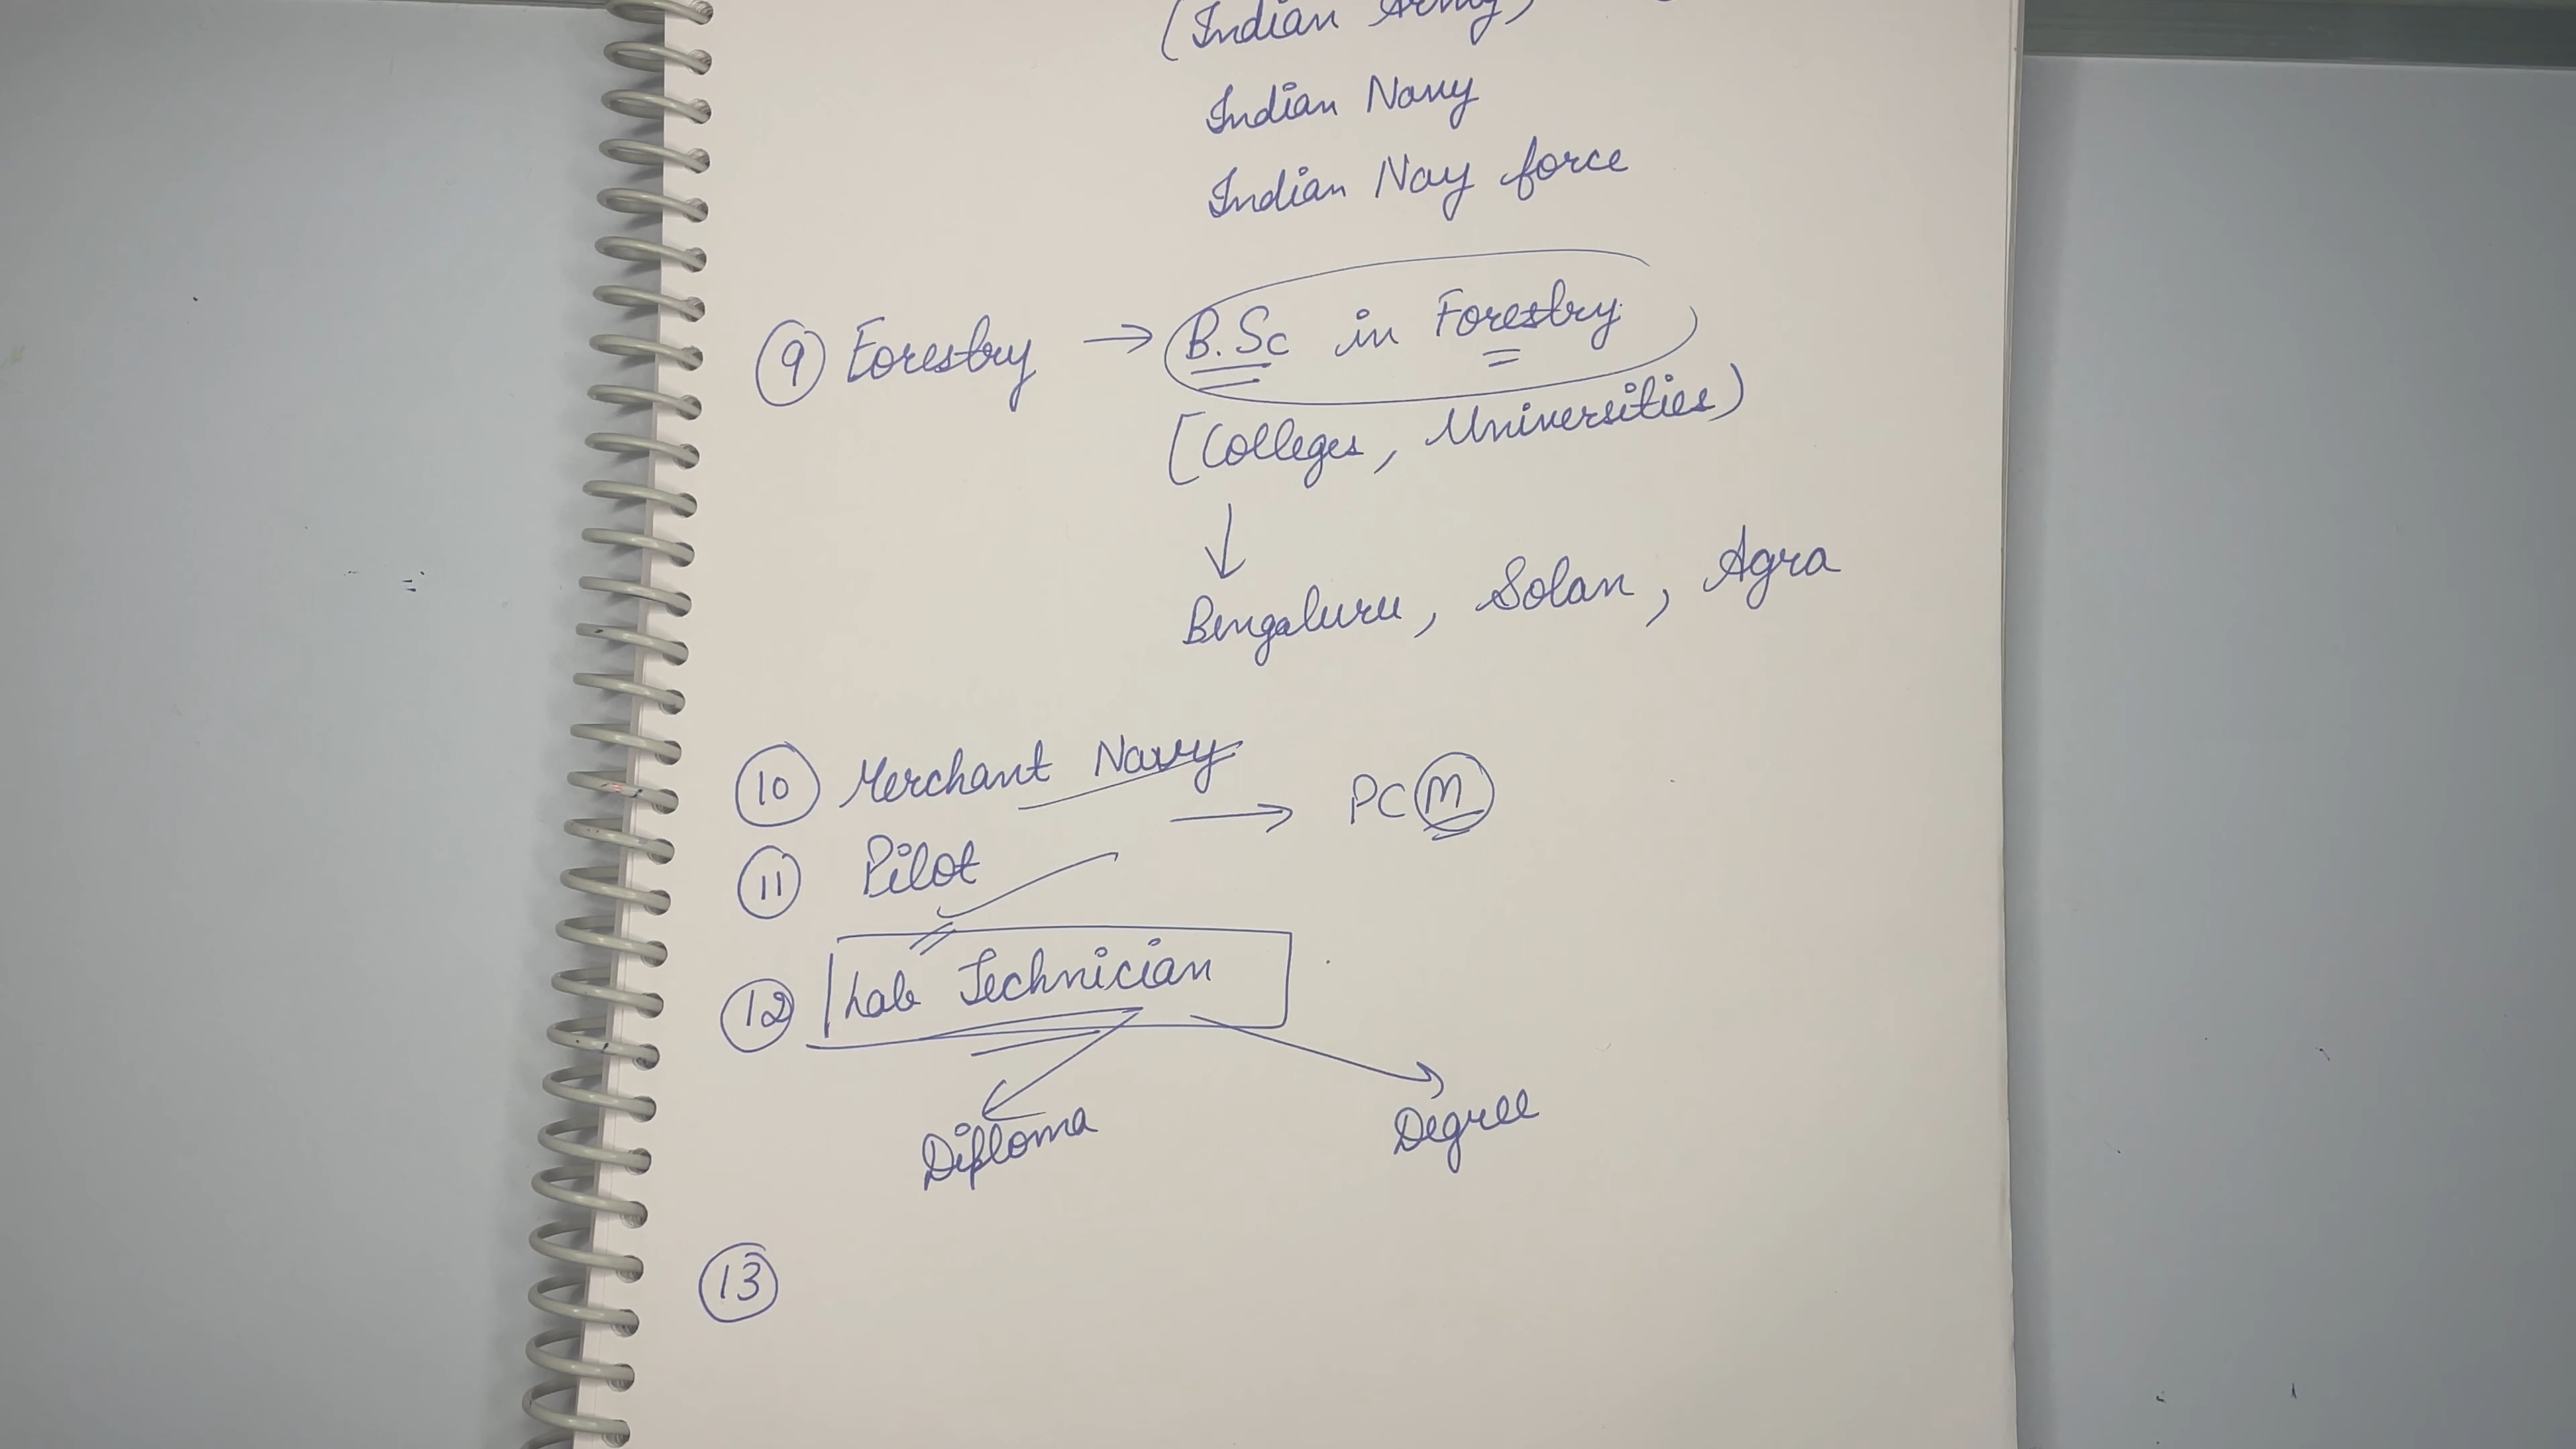 (Indian Army)
Indian Navy
Indian Nay force
9 Forestry → B.Sc in Forestry
[Colleges, Universities)
↓
Bengaluru, Solan, Agra
10 Merchant Navy
→ PCM
11 Pilot
12 Lab Technician
Diploma Degree
13